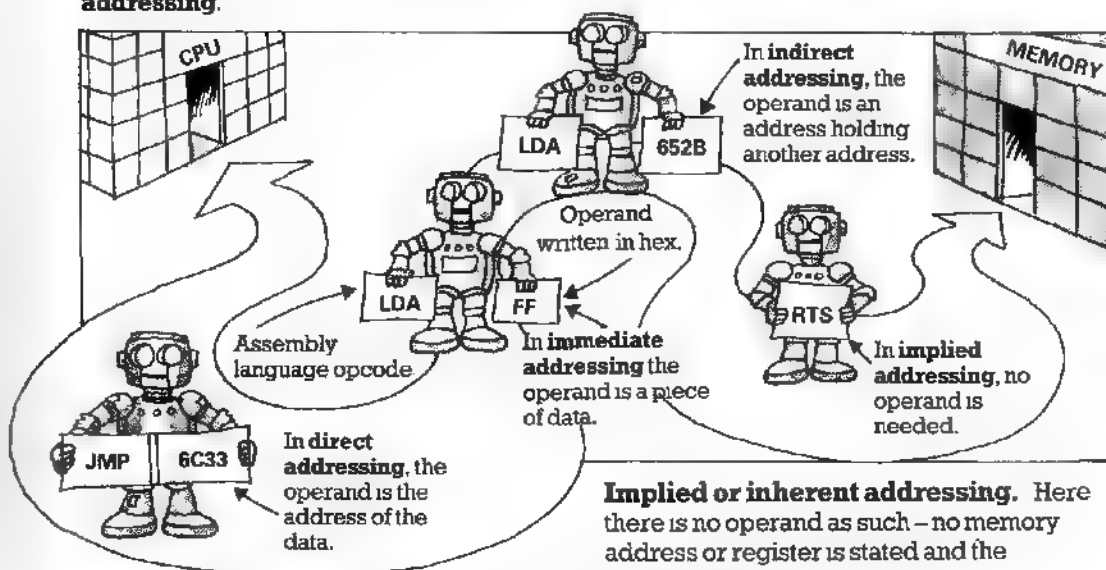 addressing.
CPU
MEMORY
LDA
652B
In indirect
addressing, the
operand is an
address holding
another address.
Operand
written in hex.
LDA
FF
Assembly
language opcode
In immediate
addressing the
operand is a piece
of data.
RTS
In implied
addressing, no
operand is
needed.
JMP
6C33
In direct
addressing, the
operand is the
address of the
data.
Implied or inherent addressing. Here
there is no operand as such – no memory
address or register is stated and the